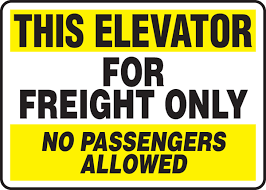 THIS ELEVATOR
FOR
FREIGHT ONLY
NO PASSENGERS
ALLOWED